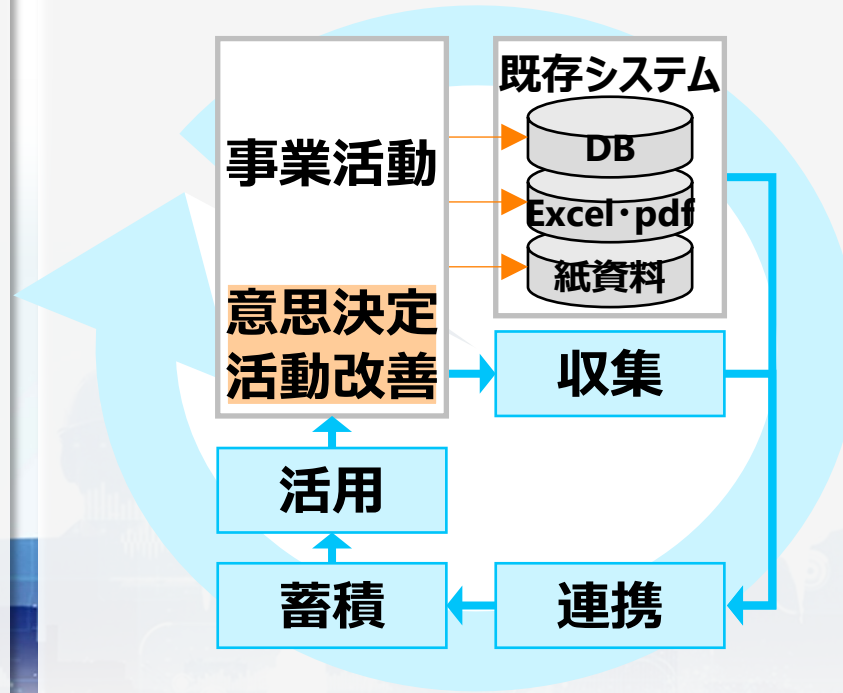 事業活動
意思決定
活動改善
既存システム
DB
Excel・pdf
紙資料
収集
連携
蓄積
活用